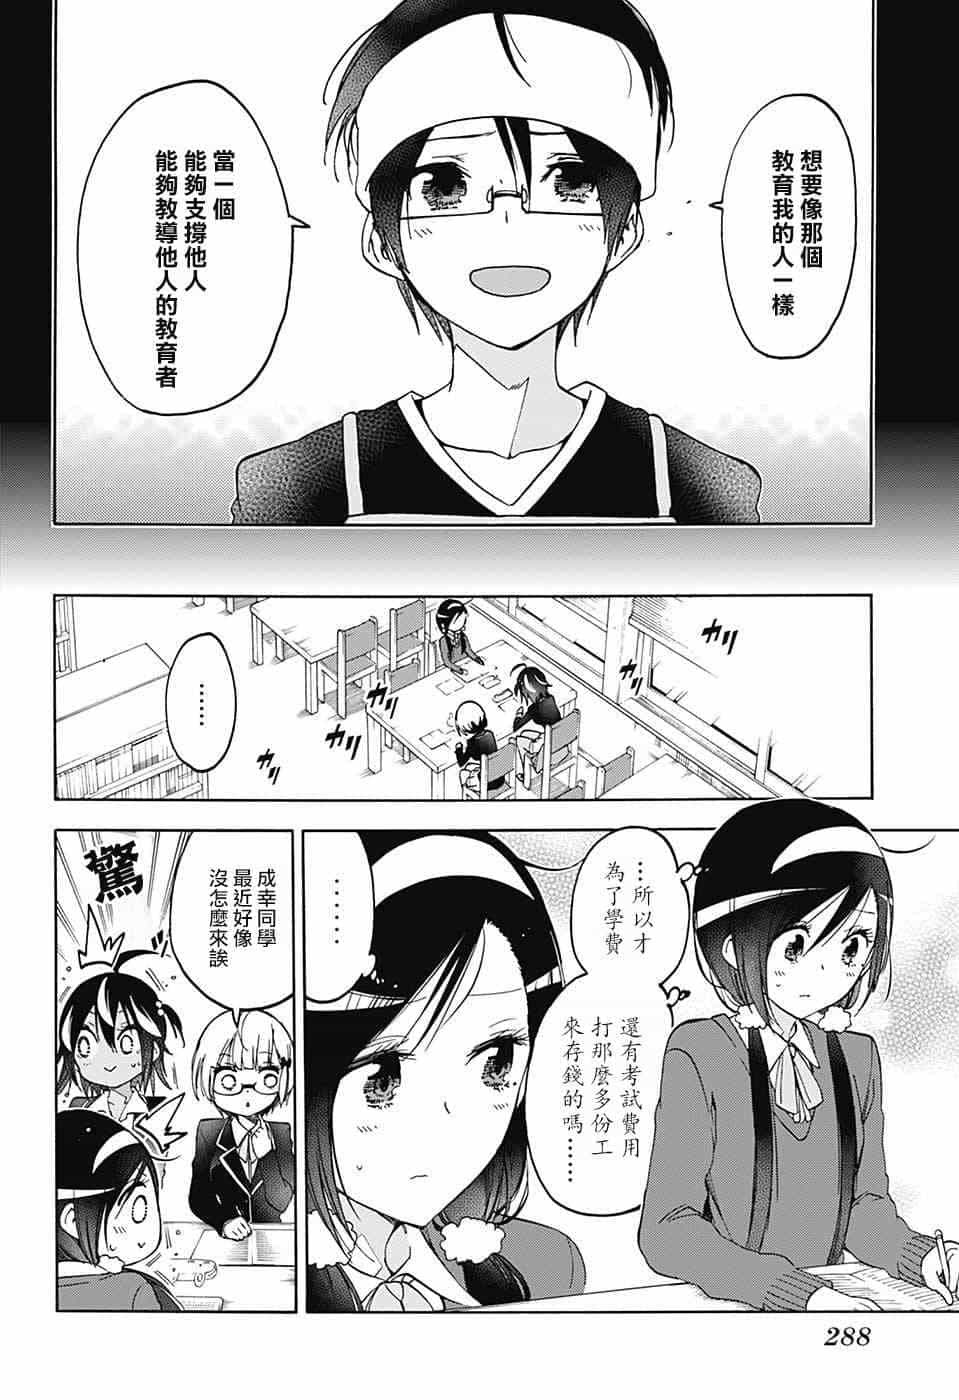 想要像那個
教育我的人一樣
當一個
能夠支撐他人
能夠教導他人的教育者
カリ
カリ
カリ
カリ
カリ
……
…所以才
為了學費
還有考試費用
打那麼多份工
來存錢的嗎……
……
成幸同學
最近好像
沒怎麼來誒
驚
288